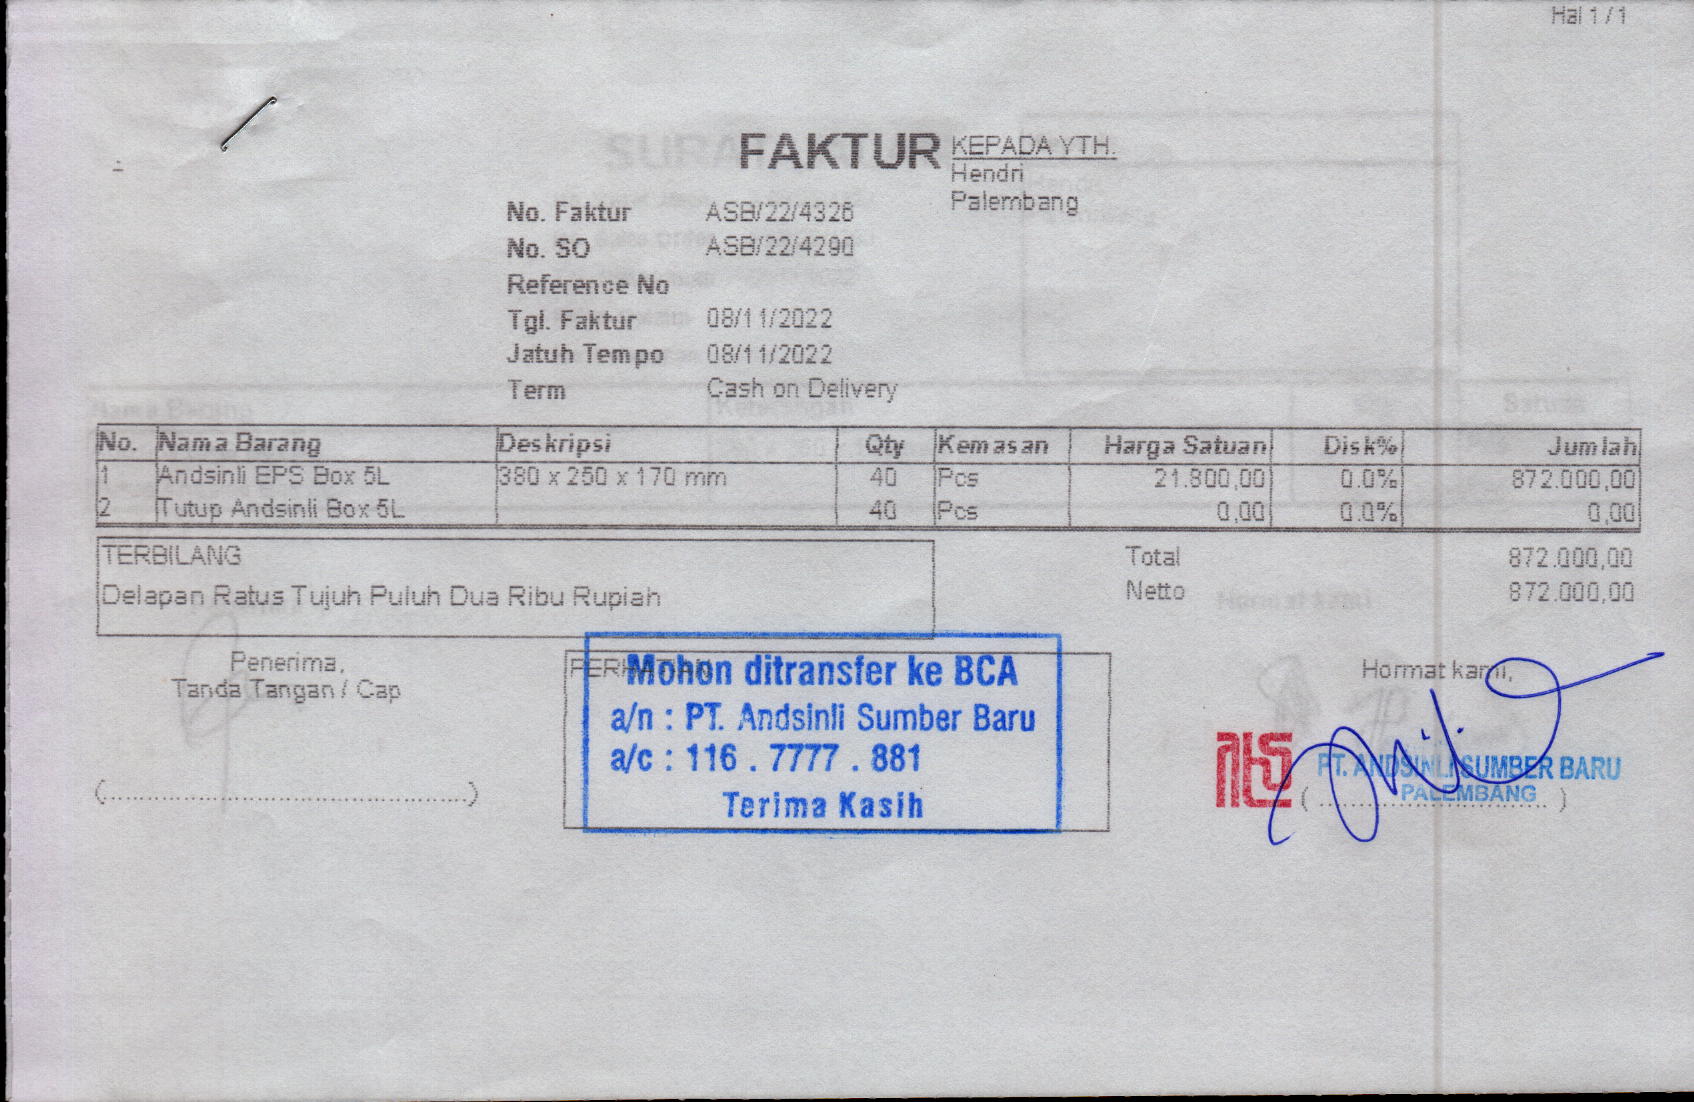 Hal 1 / 1
FAKTUR
KEPADA YTH.
Hendri
Palembang
No. Faktur ASB/22/4326
No. SO ASB/22/4290
Reference No
Tgl. Faktur 08/11/2022
Jatuh Tempo 08/11/2022
Term Cash on Delivery
No. Nama Barang Deskripsi Qty Kemasan Harga Satuan Disk% Jumlah
1 Andsinli EPS Box 5L 380 x 250 x 170 mm 40 Pcs 21.800,00 0.0% 872.000,00
2 Tutup Andsinli Box 5L 40 Pcs 0,00 0.0% 0,00
TERBILANG
Delapan Ratus Tujuh Puluh Dua Ribu Rupiah
Total 872.000,00
Netto 872.000,00
Penerima,
Tanda Tangan / Cap
(................................................)
PERHATIAN
Mohon ditransfer ke BCA
a/n : PT. Andsinli Sumber Baru
a/c : 116 . 7777 . 881
Terima Kasih
Hormat kami,
PT. ANDSINLI SUMBER BARU
PALEMBANG
( .............................. )